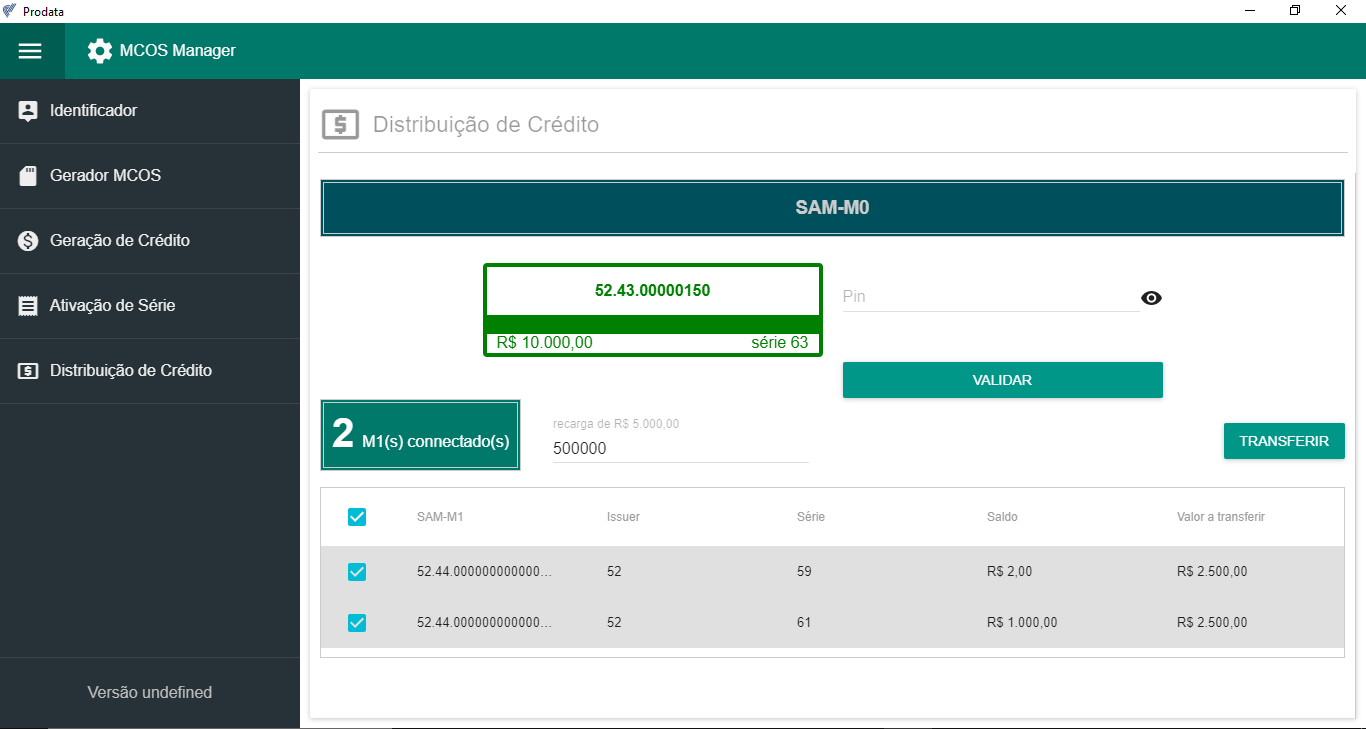 Prodata
MCOS Manager
Identificador
Gerador MCOS
Geração de Crédito
Ativação de Série
Distribuição de Crédito
Versão undefined
Distribuição de Crédito
SAM-M0
52.43.00000150
R$ 10.000,00 série 63
Pin
VALIDAR
2 M1(s) connectado(s)
recarga de R$ 5.000,00
500000
TRANSFERIR
SAM-M1 Issuer Série Saldo Valor a transferir
52.44.000000000000... 52 59 R$ 2,00 R$ 2.500,00
52.44.000000000000... 52 61 R$ 1.000,00 R$ 2.500,00